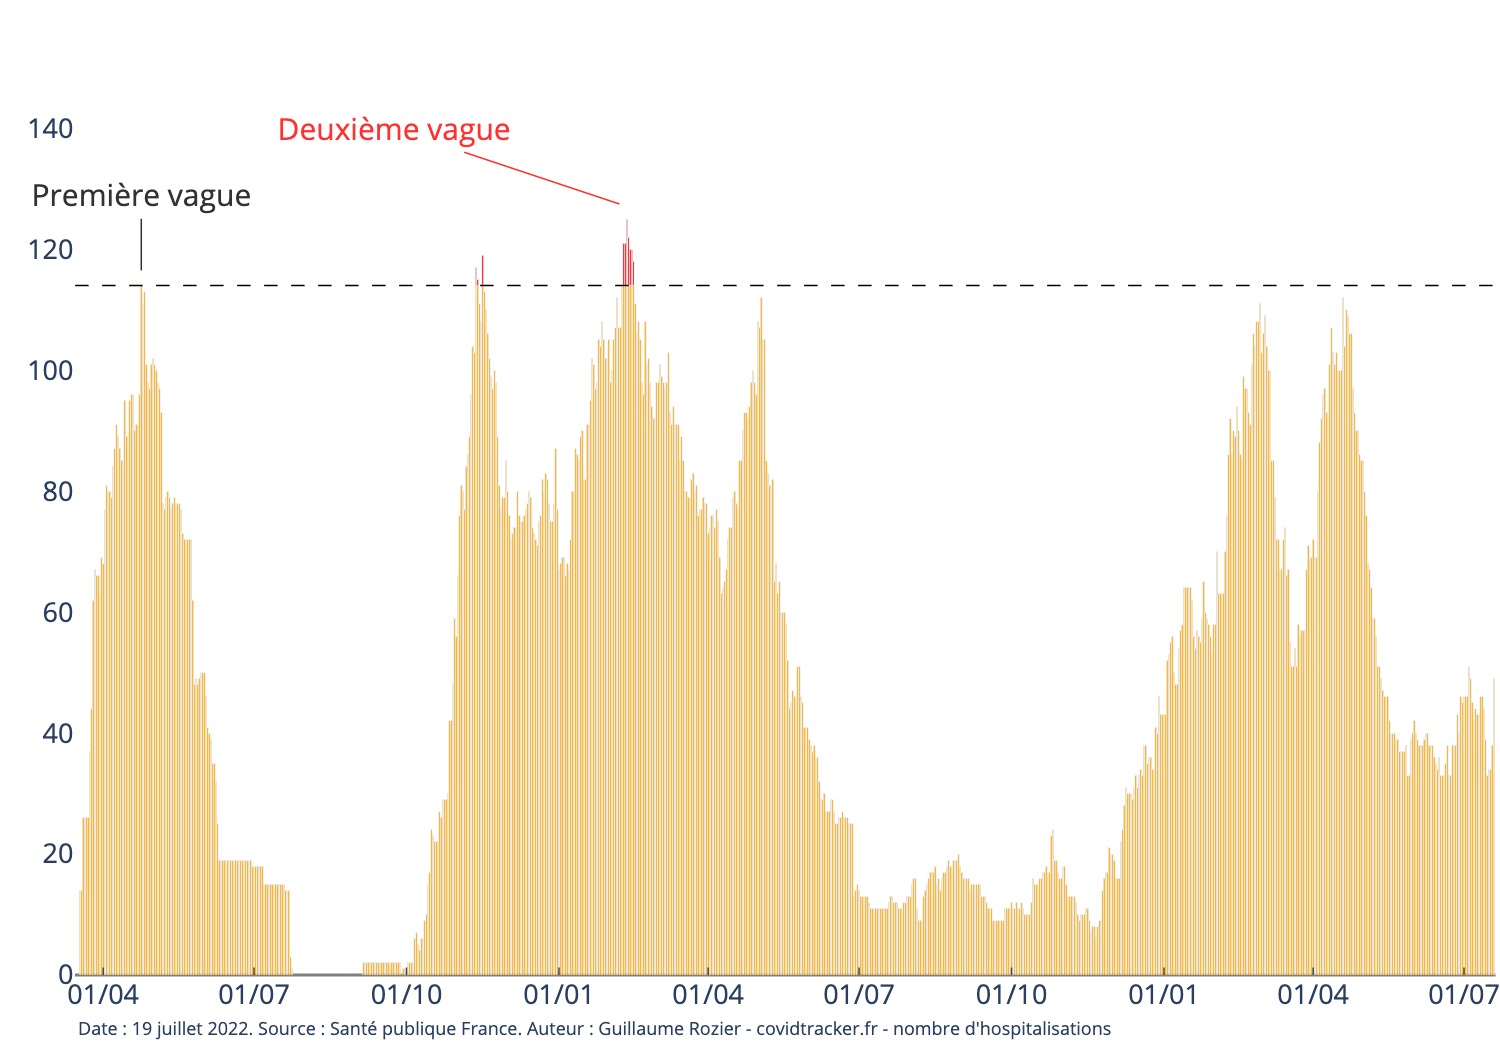 140
Deuxième vague
Première vague
120
100
80
60
40
20
0
01/04 01/07 01/10 01/01 01/04 01/07 01/10 01/01 01/04 01/07
Date : 19 juillet 2022. Source : Santé publique France. Auteur : Guillaume Rozier - covidtracker.fr - nombre d'hospitalisations